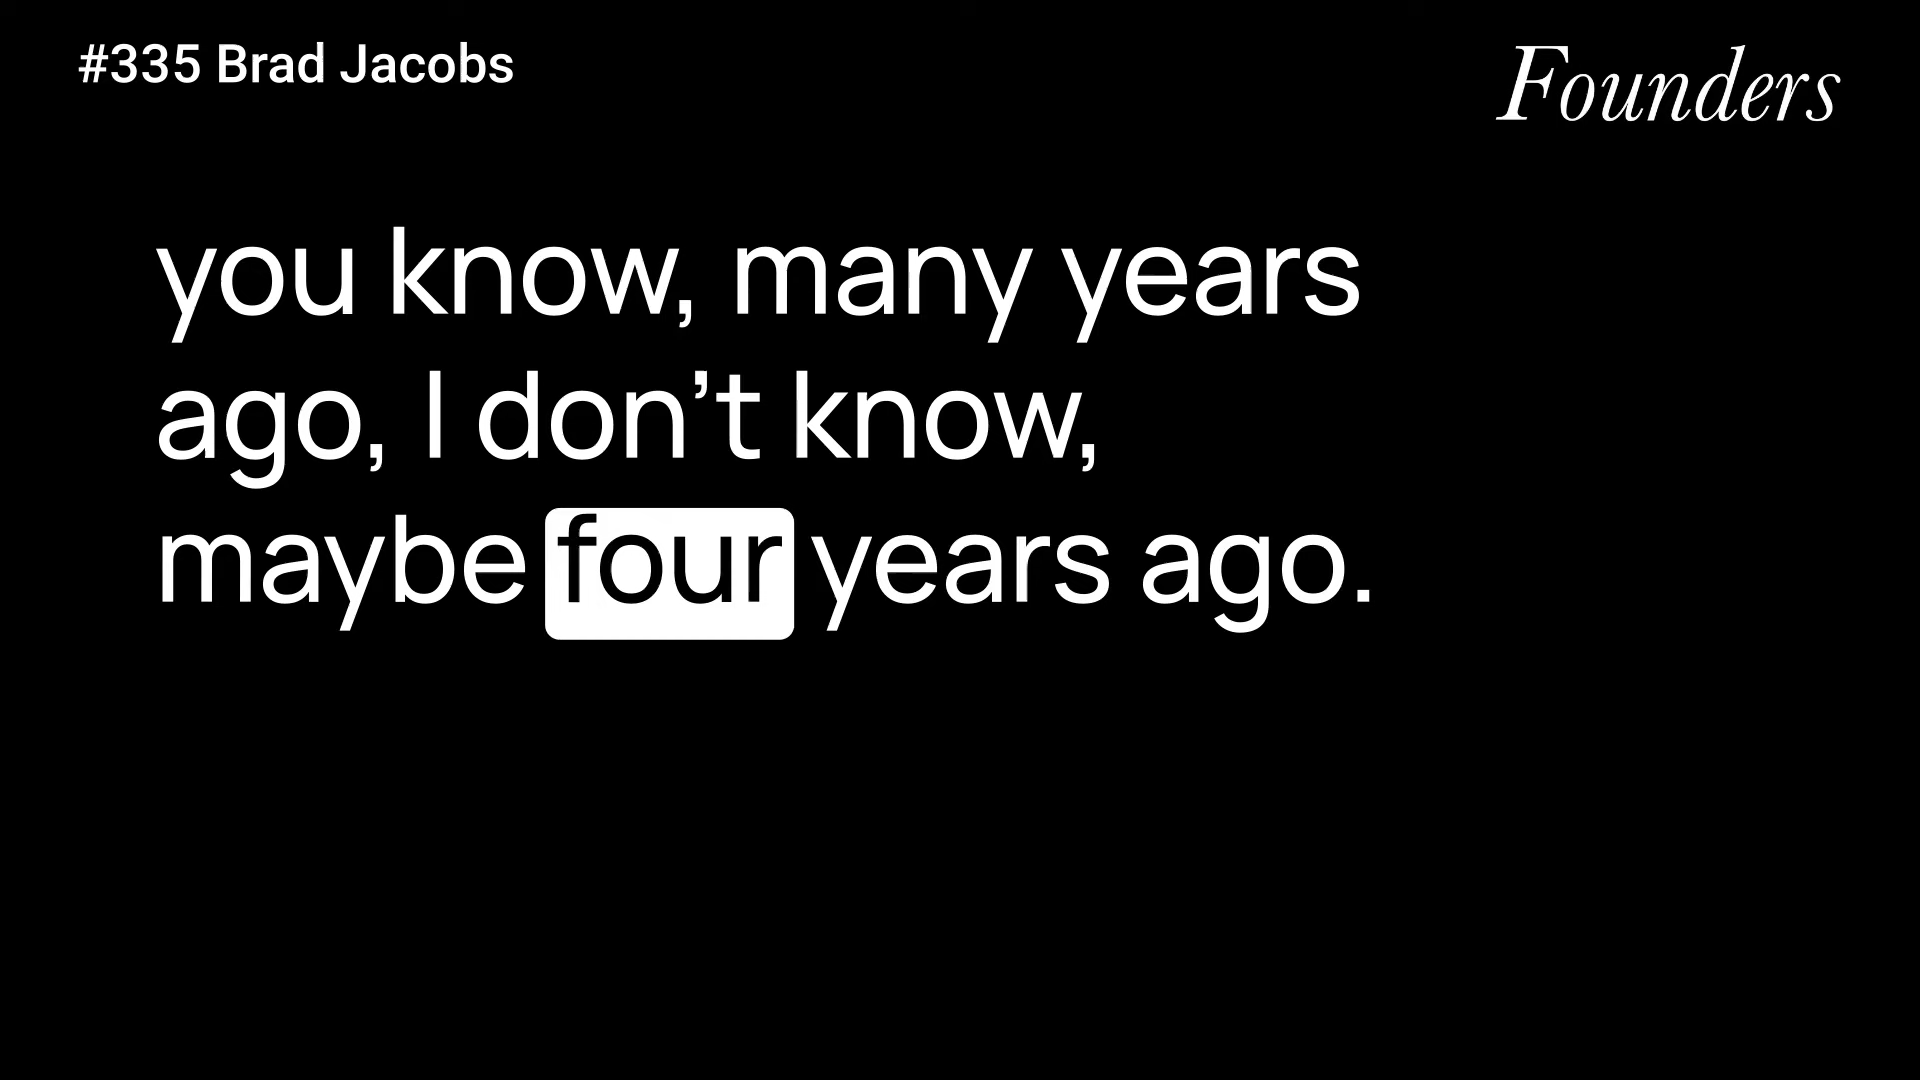 #335 Brad Jacobs
Founders
you know, many years
ago, I don’t know,
maybe four years ago.